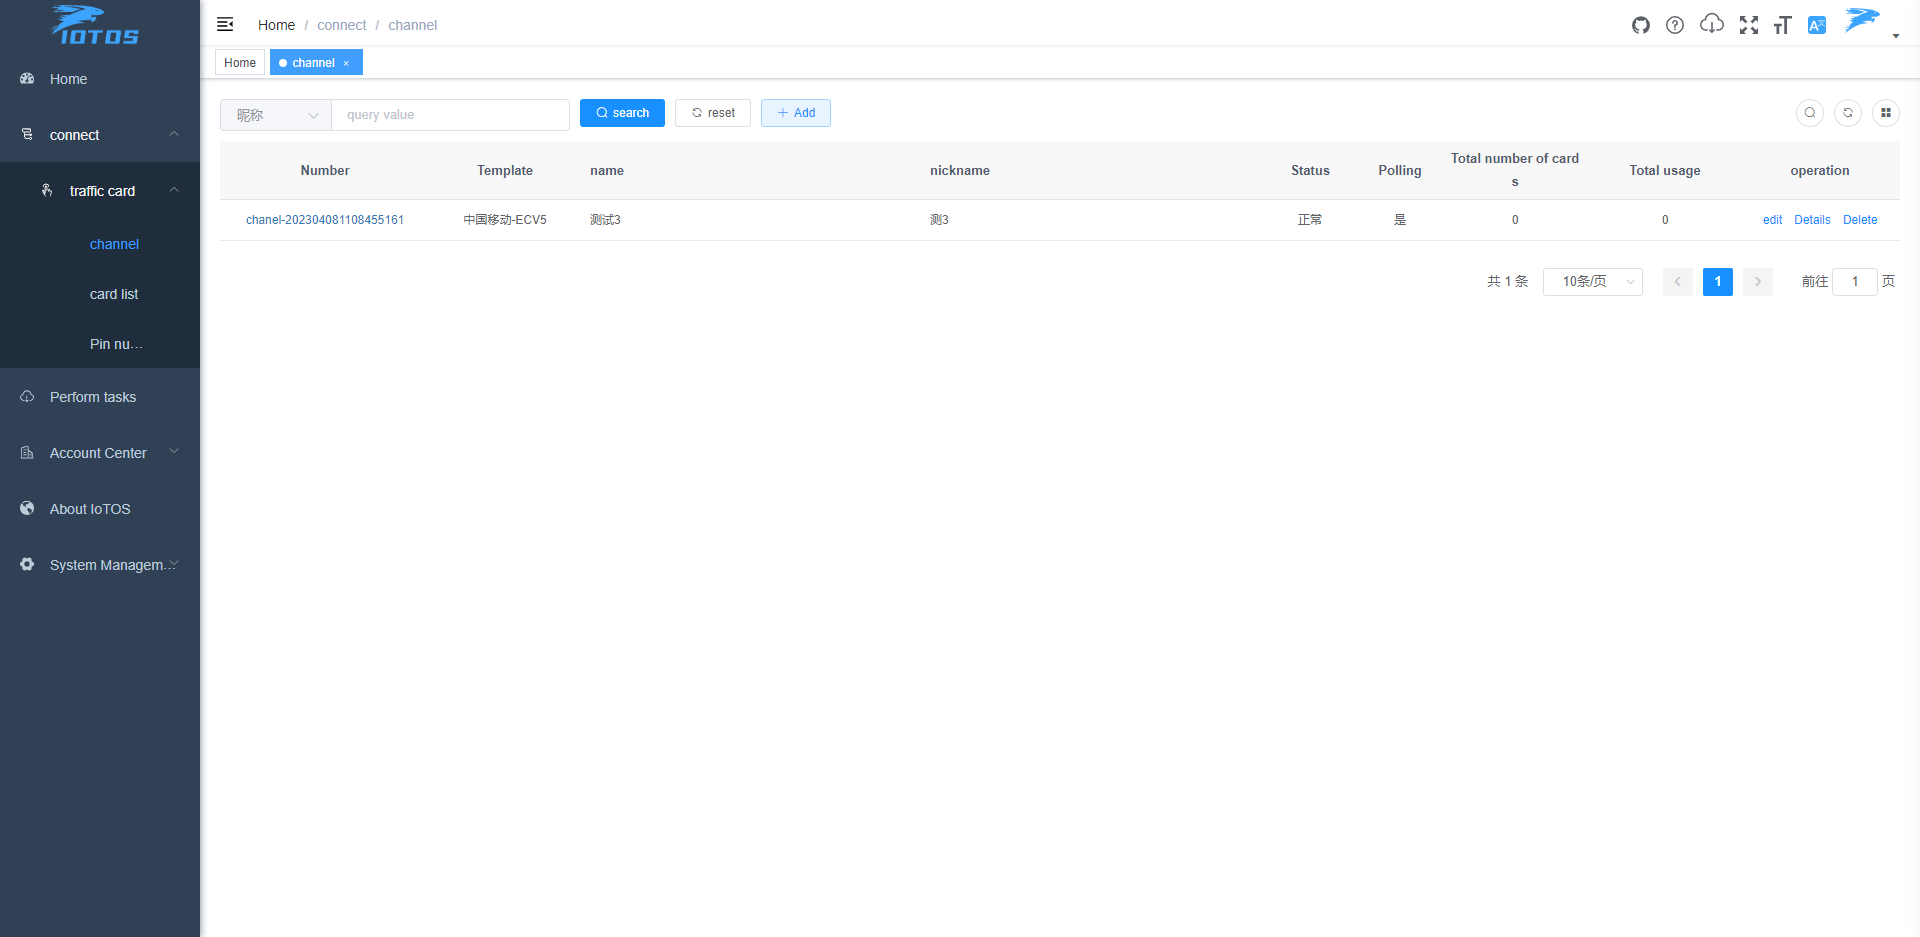 IOTOS
Home
connect
traffic card
channel
card list
Pin nu...
Perform tasks
Account Center
About IoTOS
System Managem...
Home / connect / channel
Home
channel ×
昵称
query value
search
reset
+ Add
Number Template name nickname Status Polling Total number of card
s
Total usage operation
chanel-202304081108455161 中国移动-ECV5 测试3 测3 正常 是 0 0 edit Details Delete
共 1 条 10条/页 1 前往 1 页